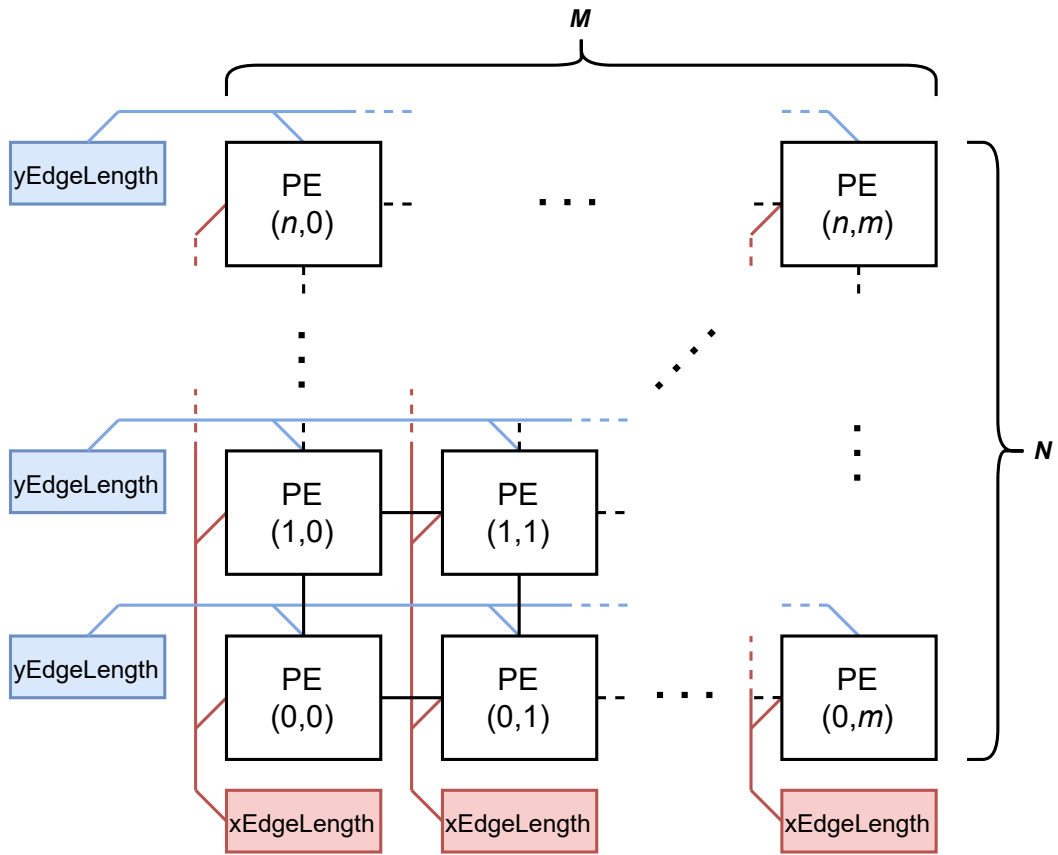 M
yEdgeLength
PE
(n,0)
. . .
PE
(n,m)
N
yEdgeLength
PE
(1,0)
PE
(1,1)
yEdgeLength
PE
(0,0)
PE
(0,1)
. . .
PE
(0,m)
xEdgeLength
xEdgeLength
xEdgeLength